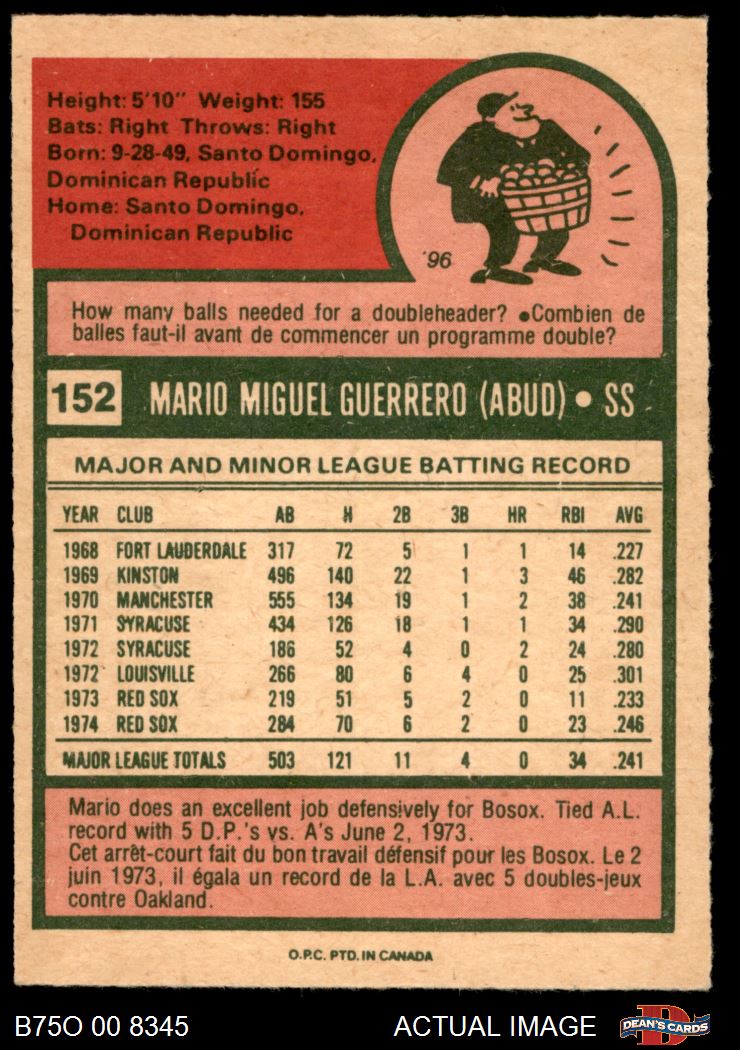 Height: 5'10" Weight: 155
Bats: Right Throws: Right
Born: 9-28-49, Santo Domingo,
Dominican Republic
Home: Santo Domingo,
Dominican Republic
'96
How many balls needed for a doubleheader? •Combien de
balles faut-il avant de commencer un programme double?
152 MARIO MIGUEL GUERRERO (ABUD) • SS
MAJOR AND MINOR LEAGUE BATTING RECORD
YEAR CLUB AB H 2B 3B HR RBI AVG
1968 FORT LAUDERDALE 317 72 5 1 1 14 .227
1969 KINSTON 496 140 22 1 3 46 .282
1970 MANCHESTER 555 134 19 1 2 38 .241
1971 SYRACUSE 434 126 18 1 1 34 .290
1972 SYRACUSE 186 52 4 0 2 24 .280
1972 LOUISVILLE 266 80 6 4 0 25 .301
1973 RED SOX 219 51 5 2 0 11 .233
1974 RED SOX 284 70 6 2 0 23 .246
MAJOR LEAGUE TOTALS 503 121 11 4 0 34 .241
Mario does an excellent job defensively for Bosox. Tied A.L.
record with 5 D.P.'s vs. A's June 2, 1973.
Cet arrêt-court fait du bon travail défensif pour les Bosox. Le 2
juin 1973, il égala un record de la L.A. avec 5 doubles-jeux
contre Oakland.
O.P.C. PTD. IN CANADA
B75O 00 8345 ACTUAL IMAGE D DEAN'S CARDS